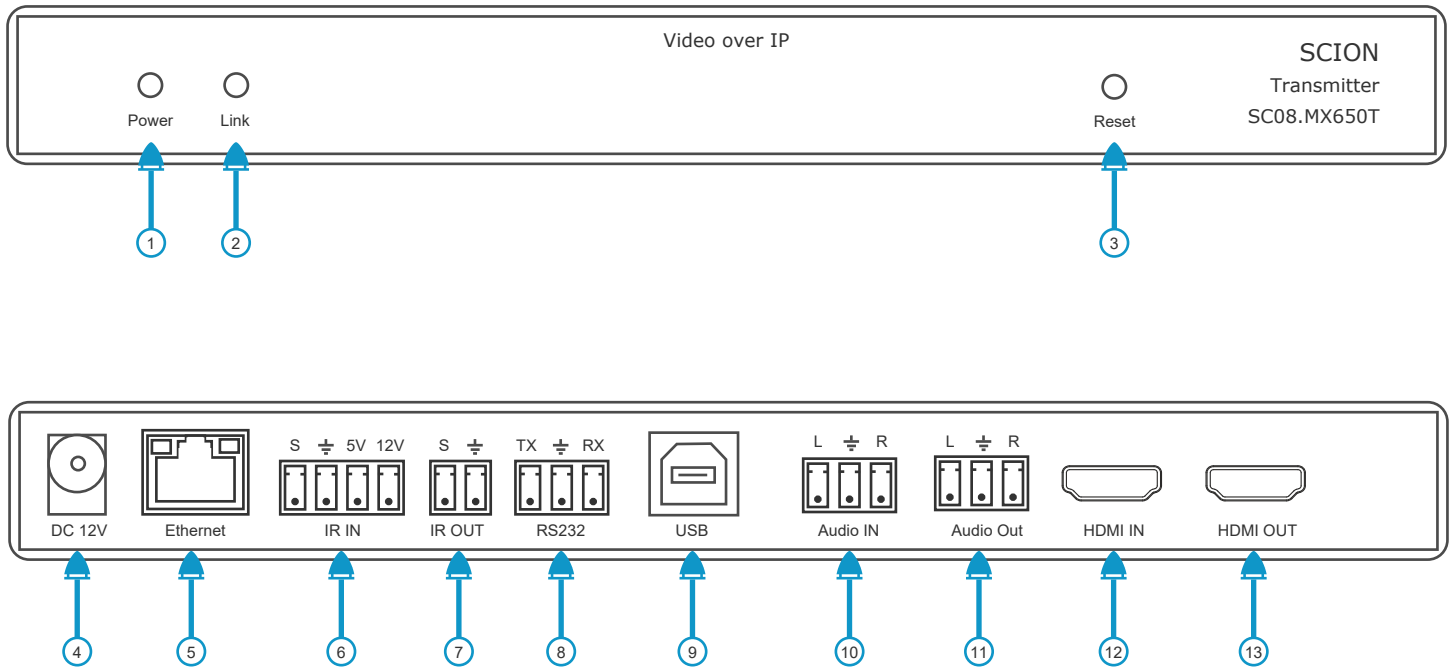 Video over IP
SCION
Transmitter
SC08.MX650T
Power Link Reset
1 2 3
S 5V 12V S TX RX L R L R
DC 12V Ethernet IR IN IR OUT RS232 USB Audio IN Audio Out HDMI IN HDMI OUT
4 5 6 7 8 9 10 11 12 13